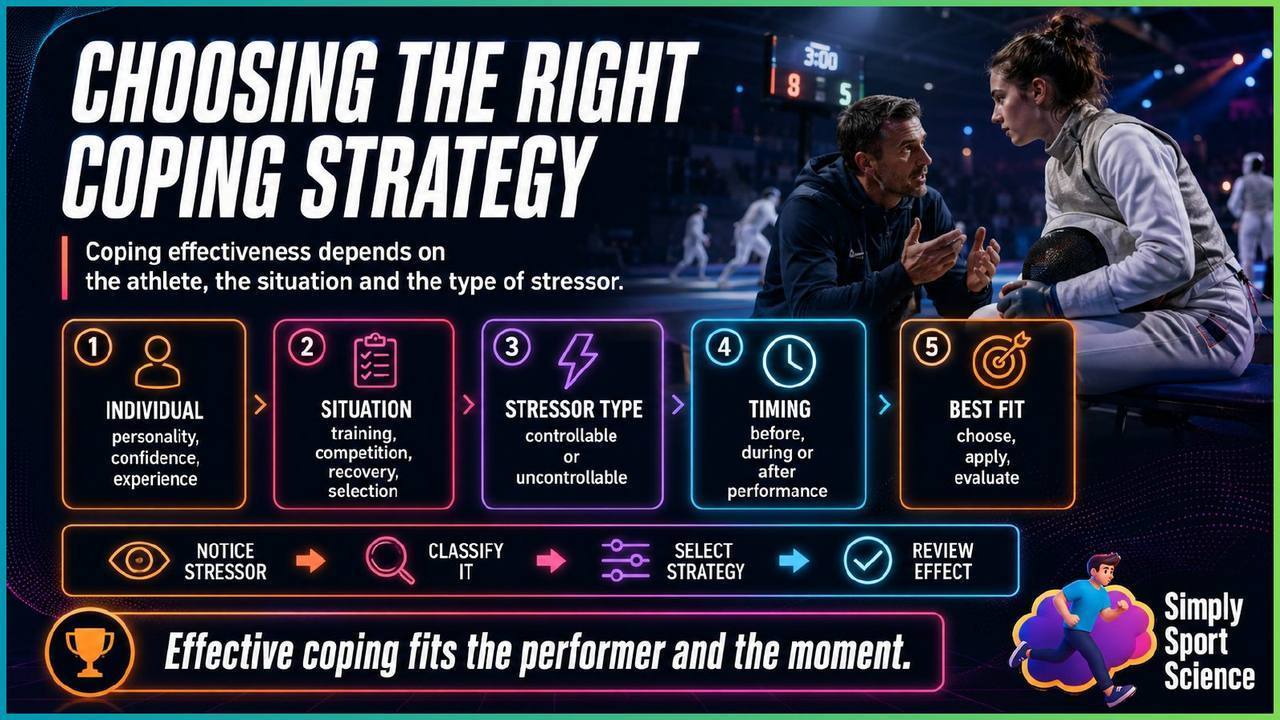 CHOOSING THE RIGHT
COPING STRATEGY
Coping effectiveness depends on
the athlete, the situation and the type of stressor.
3:00
8 5
1
INDIVIDUAL
personality,
confidence,
experience
2
SITUATION
training,
competition,
recovery,
selection
3
STRESSOR TYPE
controllable
or
uncontrollable
4
TIMING
before,
during or
after
performance
5
BEST FIT
choose,
apply,
evaluate
NOTICE
STRESSOR
CLASSIFY
IT
SELECT
STRATEGY
REVIEW
EFFECT
Effective coping fits the performer and the moment.
Simply
Sport
Science